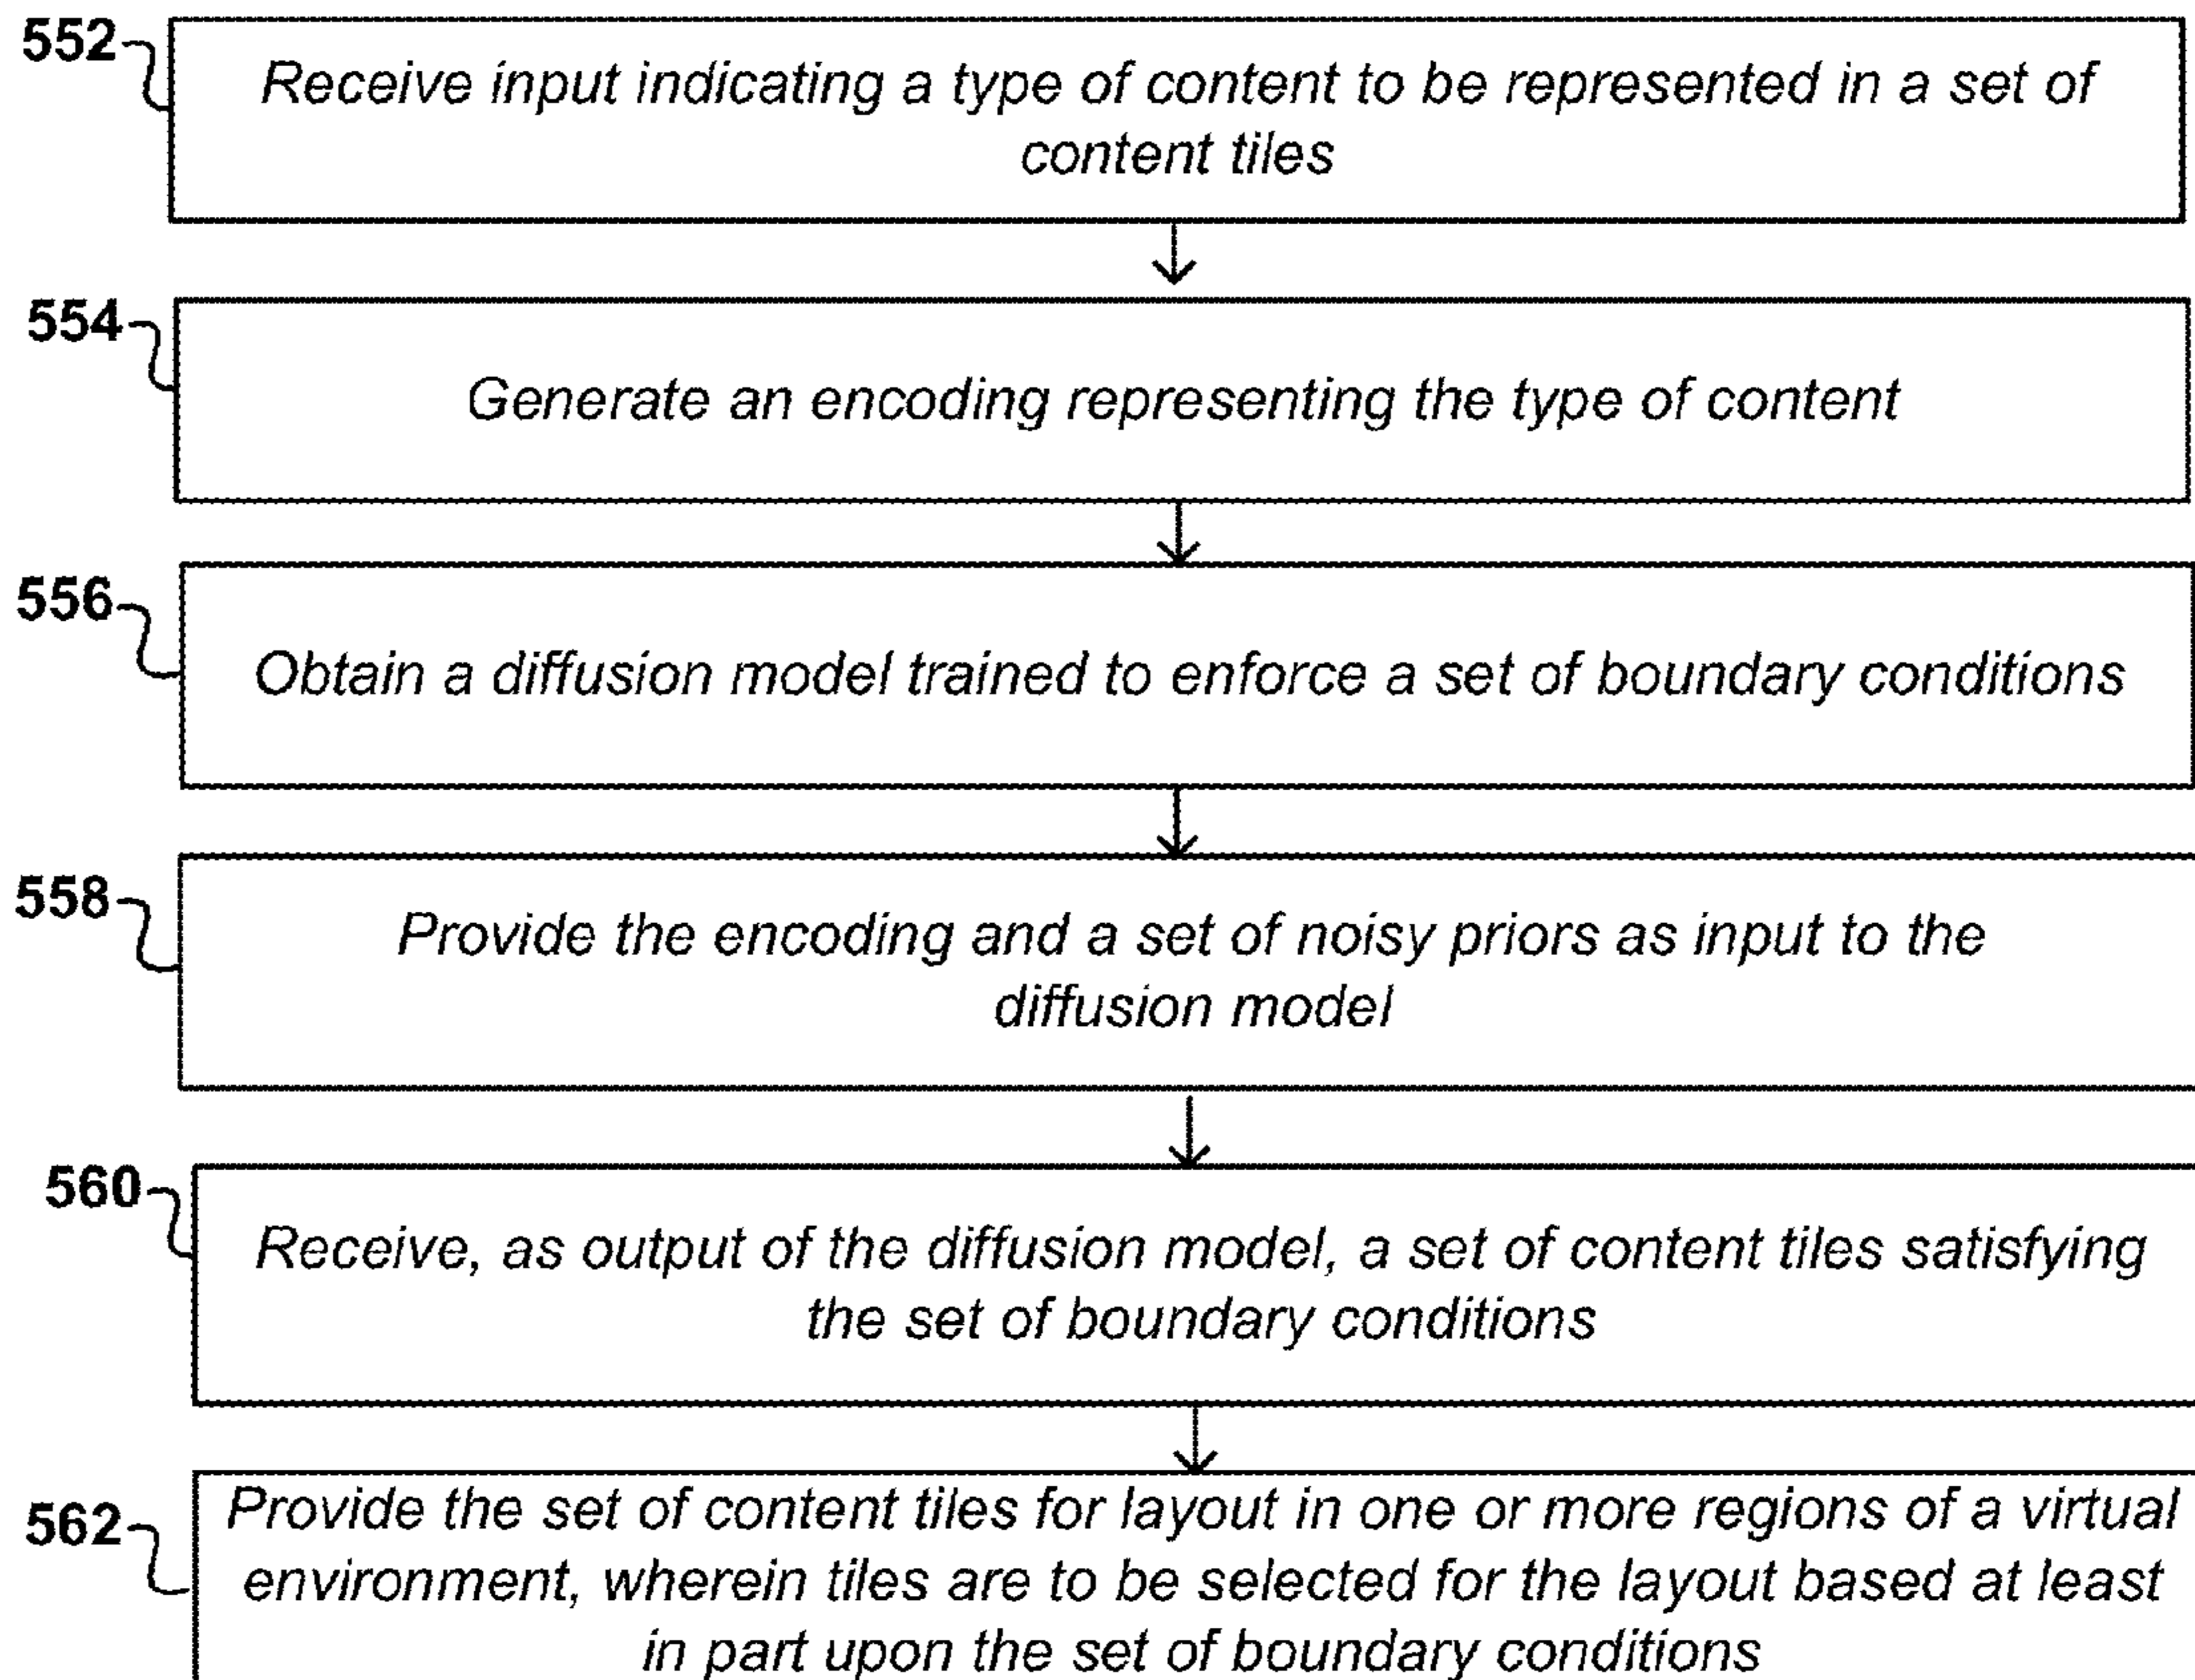 552
Receive input indicating a type of content to be represented in a set of
content tiles
554
Generate an encoding representing the type of content
556
Obtain a diffusion model trained to enforce a set of boundary conditions
558
Provide the encoding and a set of noisy priors as input to the
diffusion model
560
Receive, as output of the diffusion model, a set of content tiles satisfying
the set of boundary conditions
562
Provide the set of content tiles for layout in one or more regions of a virtual
environment, wherein tiles are to be selected for the layout based at least
in part upon the set of boundary conditions